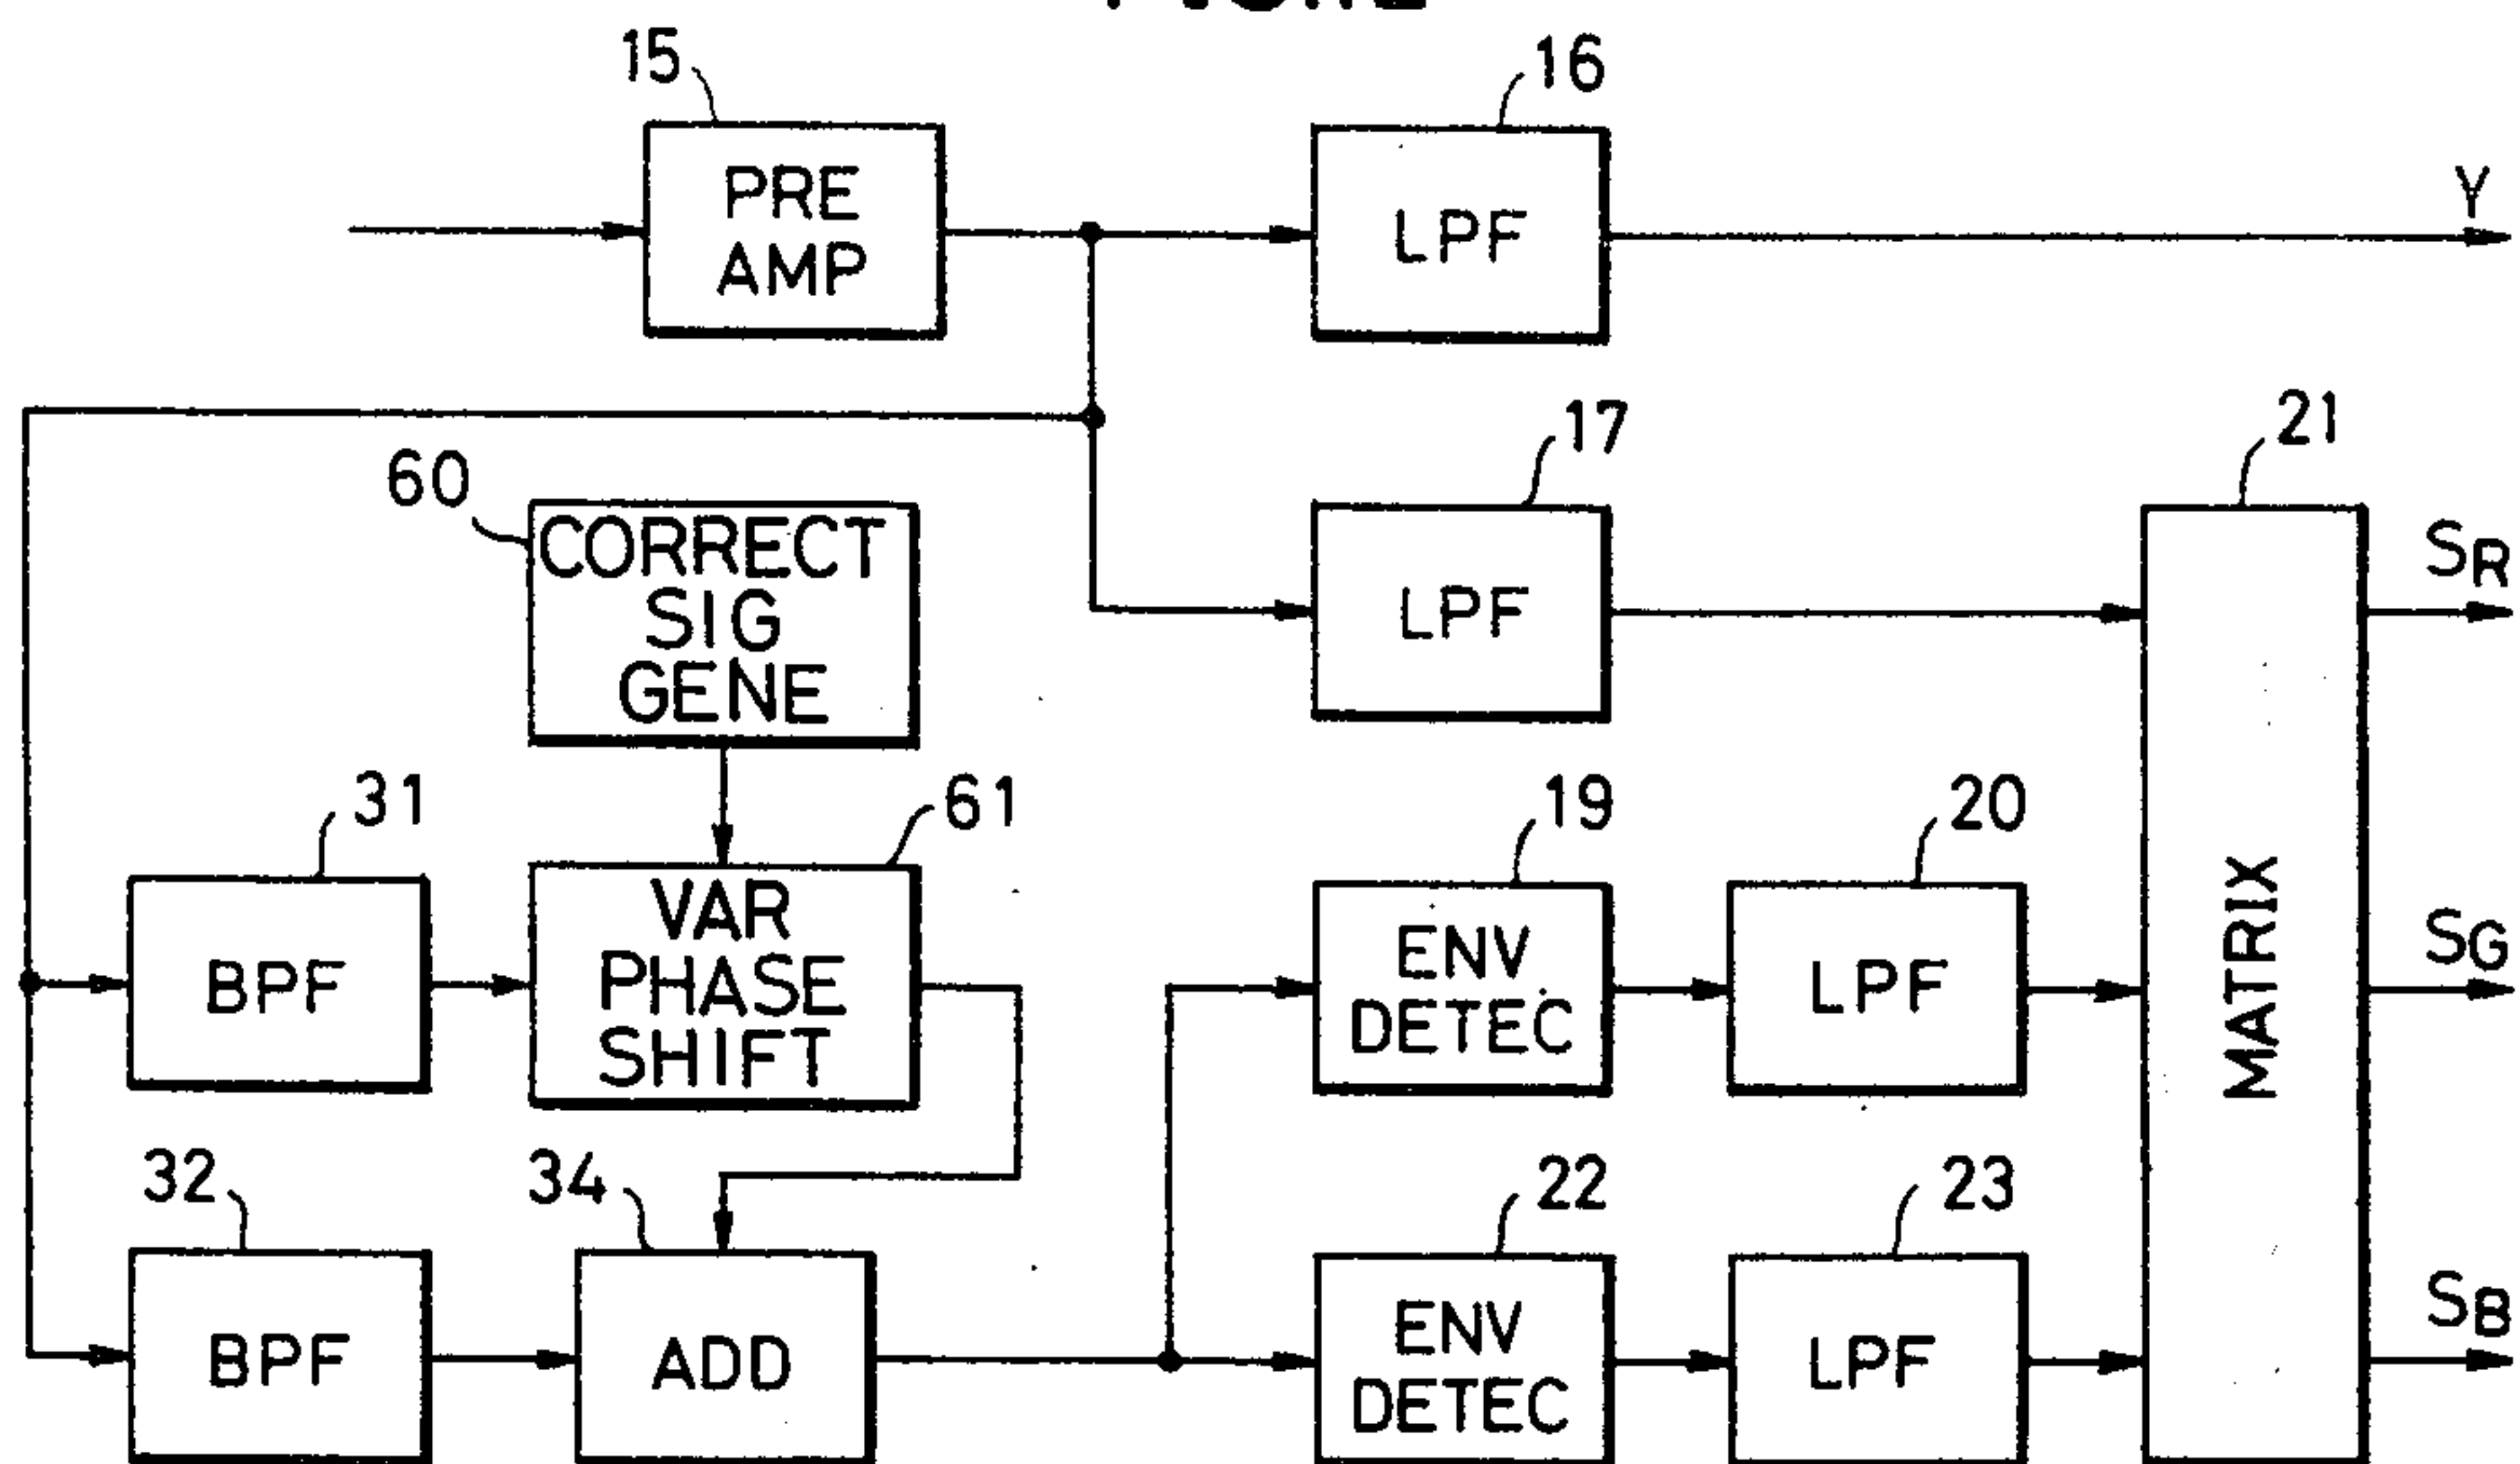 15
16
PRE
AMP
LPF
Y
17
21
60
CORRECT
SIG
GENE
LPF
SR
31
61
19
20
BPF
VAR
PHASE
SHIFT
ENV
DETEC
LPF
MATRIX
SG
32
34
22
23
BPF
ADD
ENV
DETEC
LPF
SB